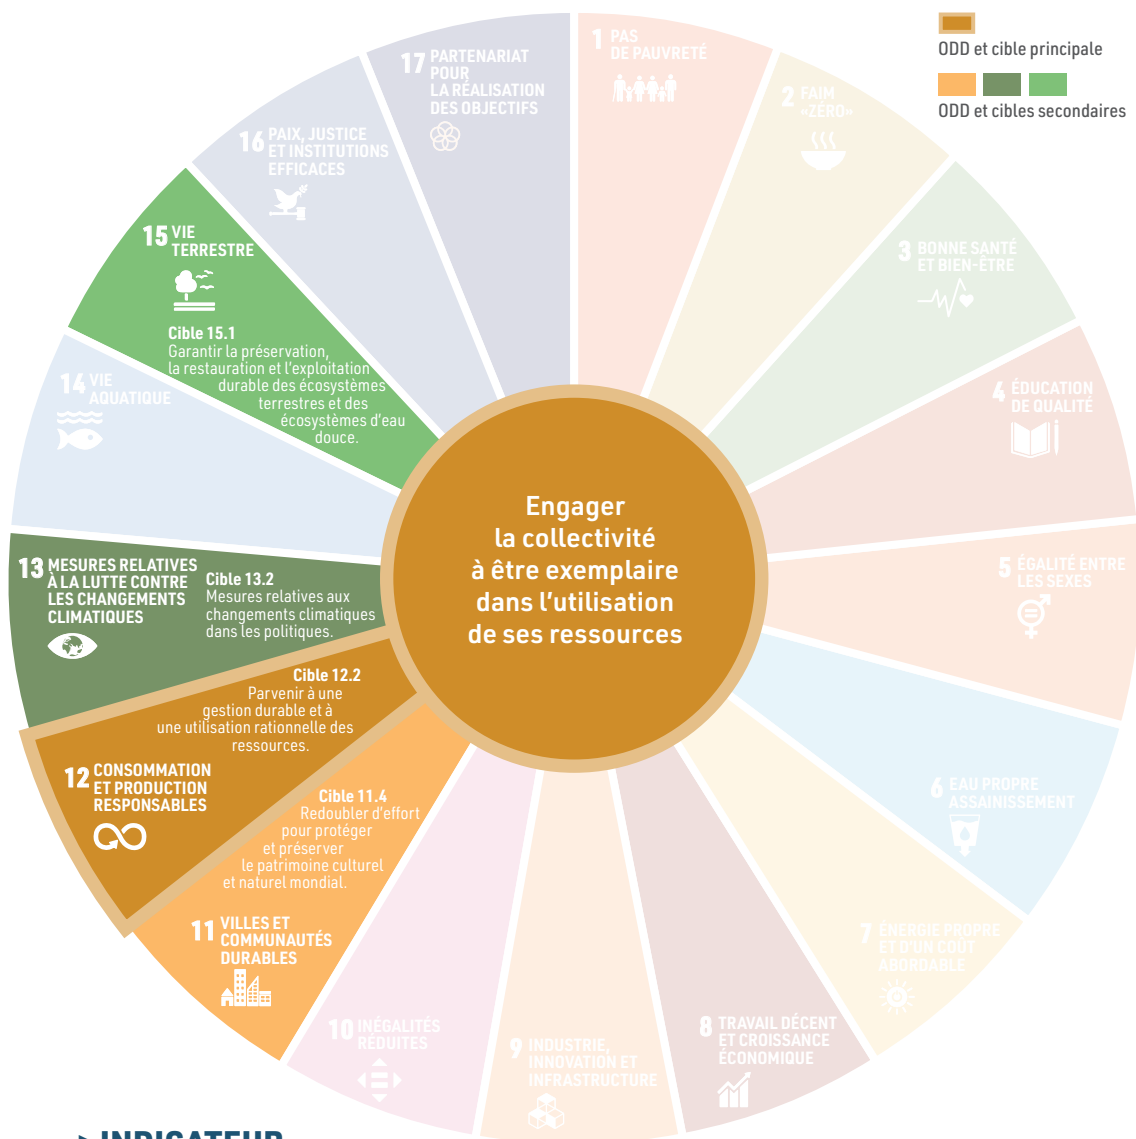 ODD et cible principale
ODD et cibles secondaires
1 PAS
DE PAUVRETÉ
2 FAIM
«ZÉRO»
3 BONNE SANTÉ
ET BIEN-ÊTRE
4 ÉDUCATION
DE QUALITÉ
5 ÉGALITÉ ENTRE
LES SEXES
6 EAU PROPRE
ASSAINISSEMENT
7 ÉNERGIE PROPRE
ET D'UN COÛT
ABORDABLE
8 TRAVAIL DÉCENT
ET CROISSANCE
ÉCONOMIQUE
9 INDUSTRIE,
INNOVATION ET
INFRASTRUCTURE
10 INÉGALITÉS
RÉDUITES
11 VILLES ET
COMMUNAUTÉS
DURABLES
Cible 11.4
Redoubler d'effort
pour protéger
et préserver
le patrimoine culturel
et naturel mondial.
12 CONSOMMATION
ET PRODUCTION
RESPONSABLES
Cible 12.2
Parvenir à une
gestion durable et à
une utilisation rationnelle des
ressources.
13 MESURES RELATIVES
À LA LUTTE CONTRE
LES CHANGEMENTS
CLIMATIQUES
Cible 13.2
Mesures relatives aux
changements climatiques
dans les politiques.
14 VIE
AQUATIQUE
15 VIE
TERRESTRE
Cible 15.1
Garantir la préservation,
la restauration et l'exploitation
durable des écosystèmes
terrestres et des
écosystèmes d'eau
douce.
16 PAIX, JUSTICE
ET INSTITUTIONS
EFFICACES
17 PARTENARIAT
POUR
LA RÉALISATION
DES OBJECTIFS
Engager
la collectivité
à être exemplaire
dans l'utilisation
de ses ressources
> INDICATEUR